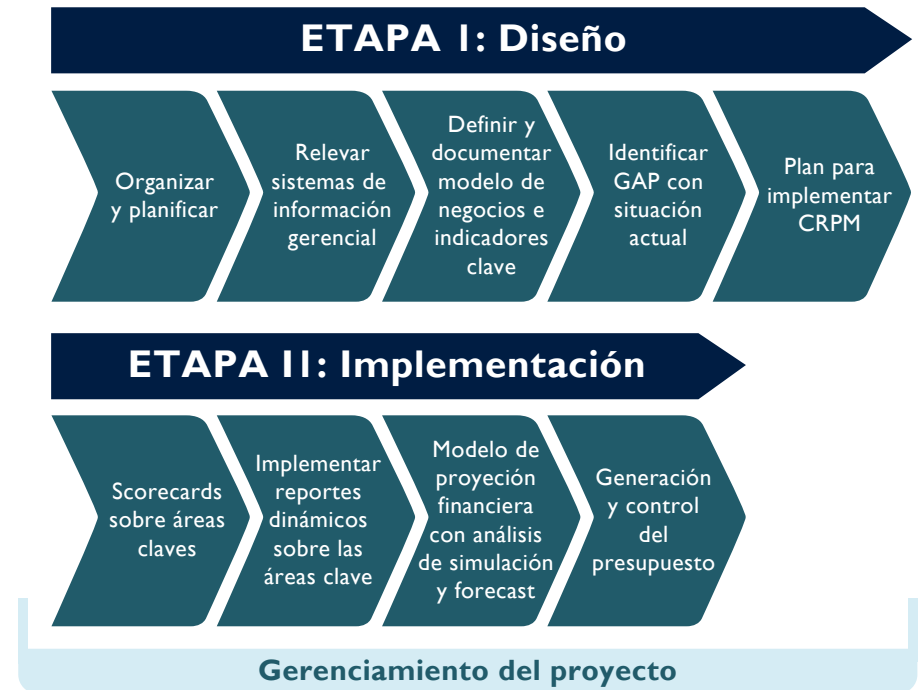 ETAPA I: Diseño
Organizar
y planificar
Relevar
sistemas de
información
gerencial
Definir y
documentar
modelo de
negocios e
indicadores
clave
Identificar
GAP con
situación
actual
Plan para
implementar
CRPM
ETAPA II: Implementación
Scorecards
sobre áreas
claves
Implementar
reportes
dinámicos
sobre las
áreas clave
Modelo de
proyeción
financiera
con análisis
de simulación
y forecast
Generación
y control
del
presupuesto
Gerenciamiento del proyecto